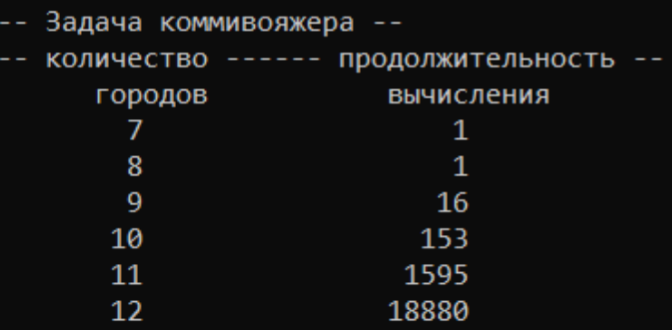 -- Задача коммивояжера --
-- количество ------ продолжительность --
городов вычисления
7 1
8 1
9 16
10 153
11 1595
12 18880